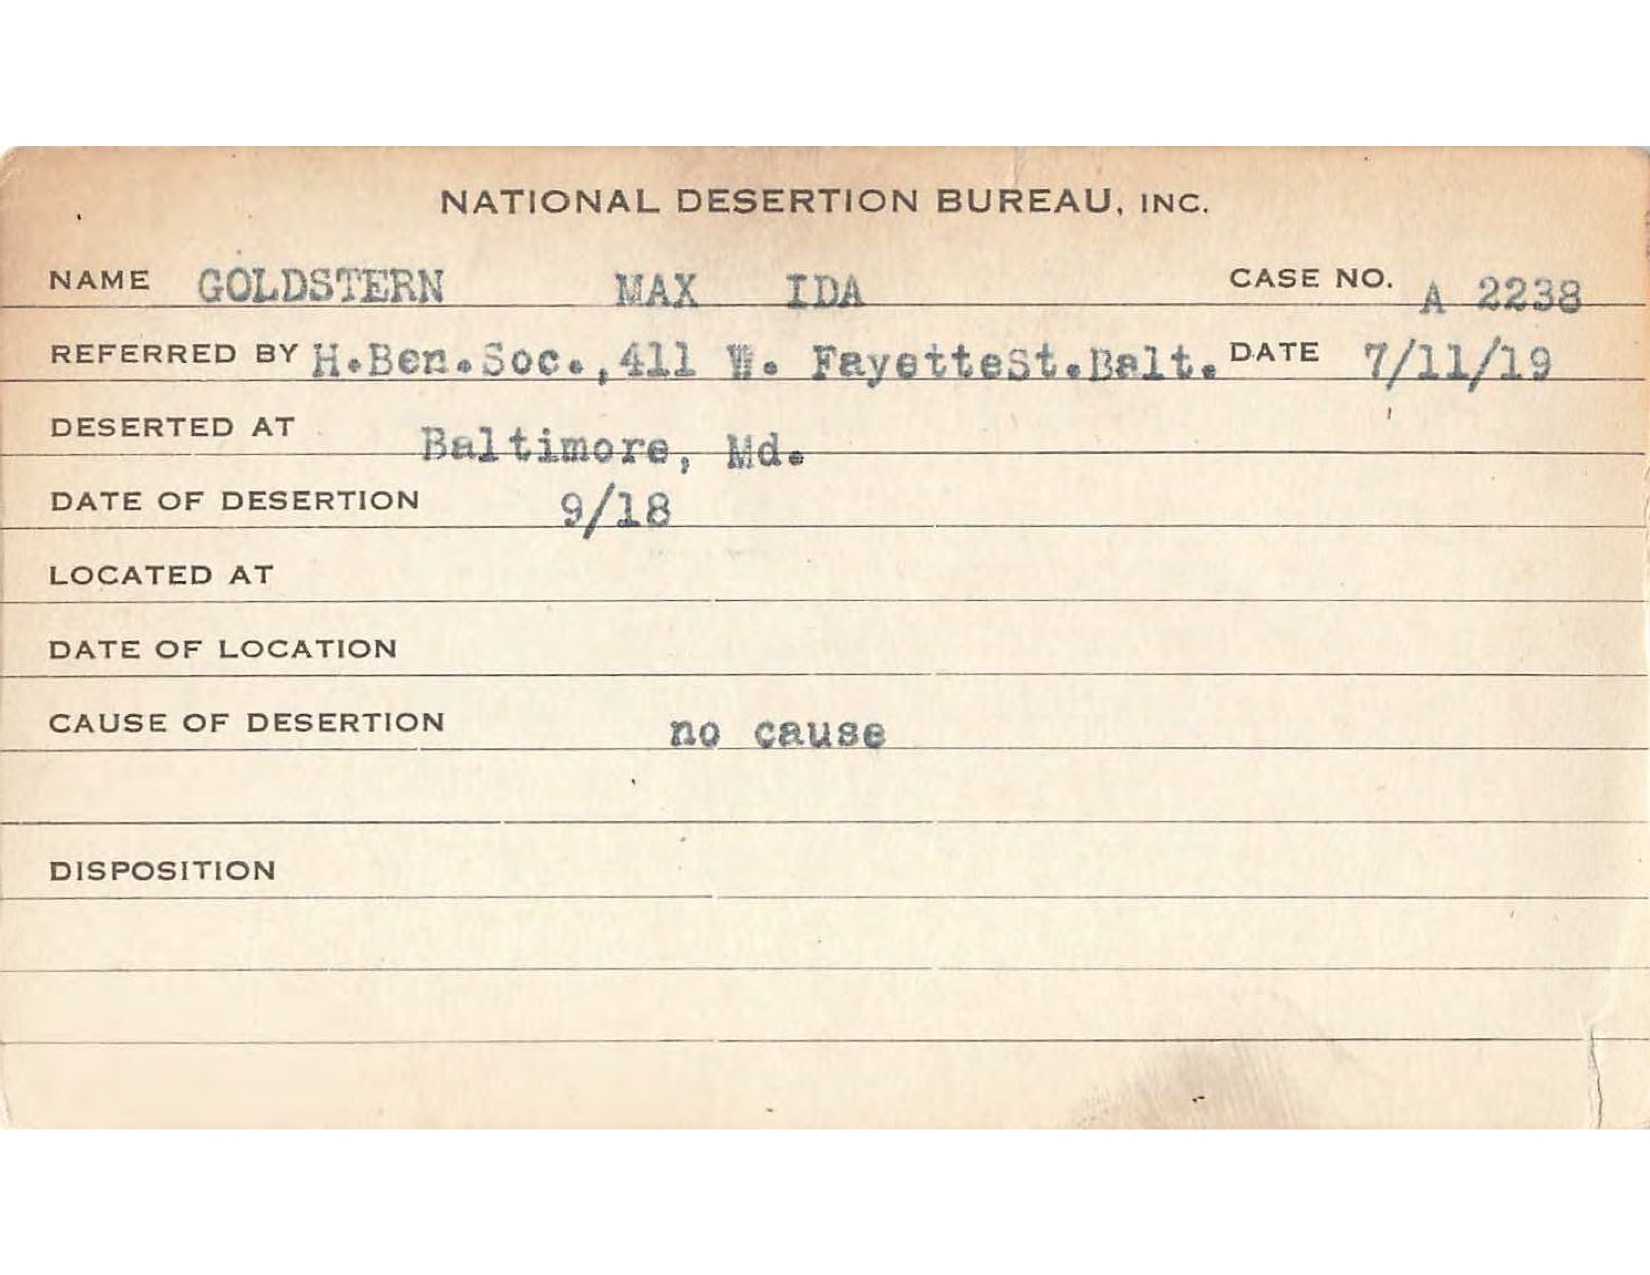 NATIONAL DESERTION BUREAU, INC.
NAME GOLDSTERN MAX IDA CASE NO. A 2238
REFERRED BY H.Ben.Soc.,411 W. FayetteSt.Balt. DATE 7/11/19
DESERTED AT Baltimore, Md.
DATE OF DESERTION 9/18
LOCATED AT
DATE OF LOCATION
CAUSE OF DESERTION no cause
DISPOSITION